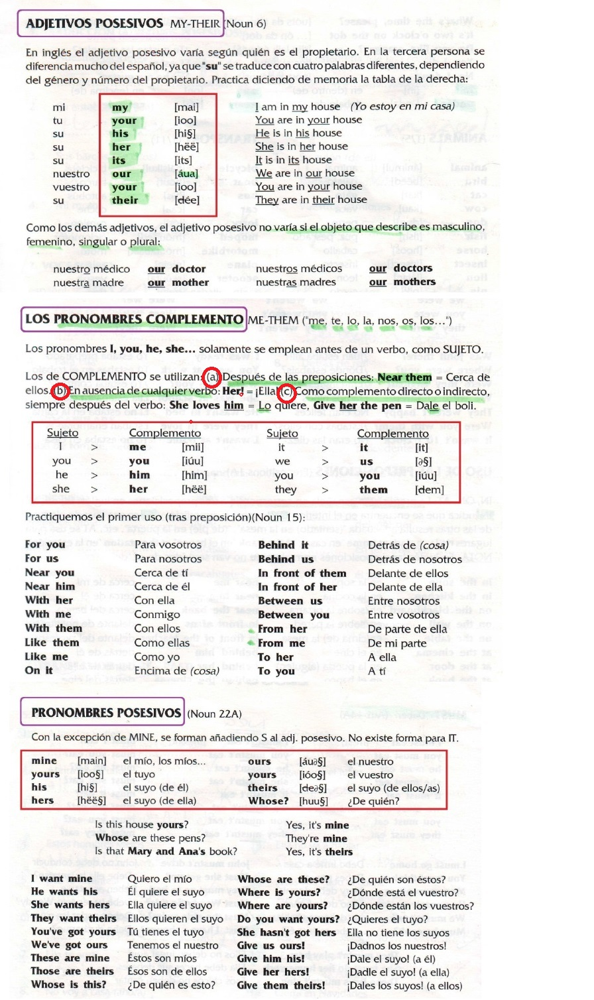 ADJETIVOS POSESIVOS MY-THEIR (Noun 6)
En inglés el adjetivo posesivo varía según quién es el propietario. En la tercera persona se
diferencia mucho del español, ya que "su" se traduce con cuatro palabras diferentes, dependiendo
del género y número del propietario. Practica diciendo de memoria la tabla de la derecha:
mi my [mai] I am in my house (Yo estoy en mi casa)
tu your [ioo] You are in your house
su his [hi§] He is in his house
su her [hëë] She is in her house
su its [its] It is in its house
nuestro our [áua] We are in our house
vuestro your [ioo] You are in your house
su their [dée] They are in their house
Como los demás adjetivos, el adjetivo posesivo no varía si el objeto que describe es masculino,
femenino, singular o plural:
nuestro médico our doctor nuestros médicos our doctors
nuestra madre our mother nuestras madres our mothers
LOS PRONOMBRES COMPLEMENTO ME-THEM ("me, te, lo, la, nos, os, los...")
Los pronombres I, you, he, she... solamente se emplean antes de un verbo, como SUJETO.
Los de COMPLEMENTO se utilizan: (a) Después de las preposiciones: Near them = Cerca de
ellos. (b) En ausencia de cualquier verbo: Her! = ¡Ella! (c) Como complemento directo o indirecto,
siempre después del verbo: She loves him = Lo quiere, Give her the pen = Dale el boli.
Sujeto Complemento Sujeto Complemento
I > me [mii] it > it [it]
you > you [iúu] we > us [∂§]
he > him [him] you > you [iúu]
she > her [hëë] they > them [dem]
Practiquemos el primer uso (tras preposición)(Noun 15):
For you Para vosotros Behind it Detrás de (cosa)
For us Para nosotros Behind us Detrás de nosotros
Near you Cerca de tí In front of them Delante de ellos
Near him Cerca de él In front of her Delante de ella
With her Con ella Between us Entre nosotros
With me Conmigo Between you Entre vosotros
With them Con ellos From her De parte de ella
Like them Como ellas From me De mi parte
Like me Como yo To her A ella
On it Encima de (cosa) To you A tí
PRONOMBRES POSESIVOS (Noun 22A)
Con la excepción de MINE, se forman añadiendo S al adj. posesivo. No existe forma para IT.
mine [main] el mío, los míos... ours [áu∂§] el nuestro
yours [ioo§] el tuyo yours [ióo§] el vuestro
his [hi§] el suyo (de él) theirs [de∂§] el suyo (de ellos/as)
hers [hëë§] el suyo (de ella) Whose? [huu§] ¿De quién?
Is this house yours? Yes, it's mine
Whose are these pens? They're mine
Is that Mary and Ana's book? Yes, it's theirs
I want mine Quiero el mío Whose are these? ¿De quién son éstos?
He wants his Él quiere el suyo Where is yours? ¿Dónde está el vuestro?
She wants hers Ella quiere el suyo Where are yours? ¿Dónde están los vuestros?
They want theirs Ellos quieren el suyo Do you want yours? ¿Quieres el tuyo?
You've got yours Tú tienes el tuyo She hasn't got hers Ella no tiene los suyos
We've got ours Tenemos el nuestro Give us ours! ¡Dadnos los nuestros!
These are mine Éstos son míos Give him his! ¡Dale el suyo! (a él)
Those are theirs Ésos son de ellos Give her hers! ¡Dadle el suyo! (a ella)
Whose is this? ¿De quién es esto? Give them theirs! ¡Dales los suyos! (a ellos)